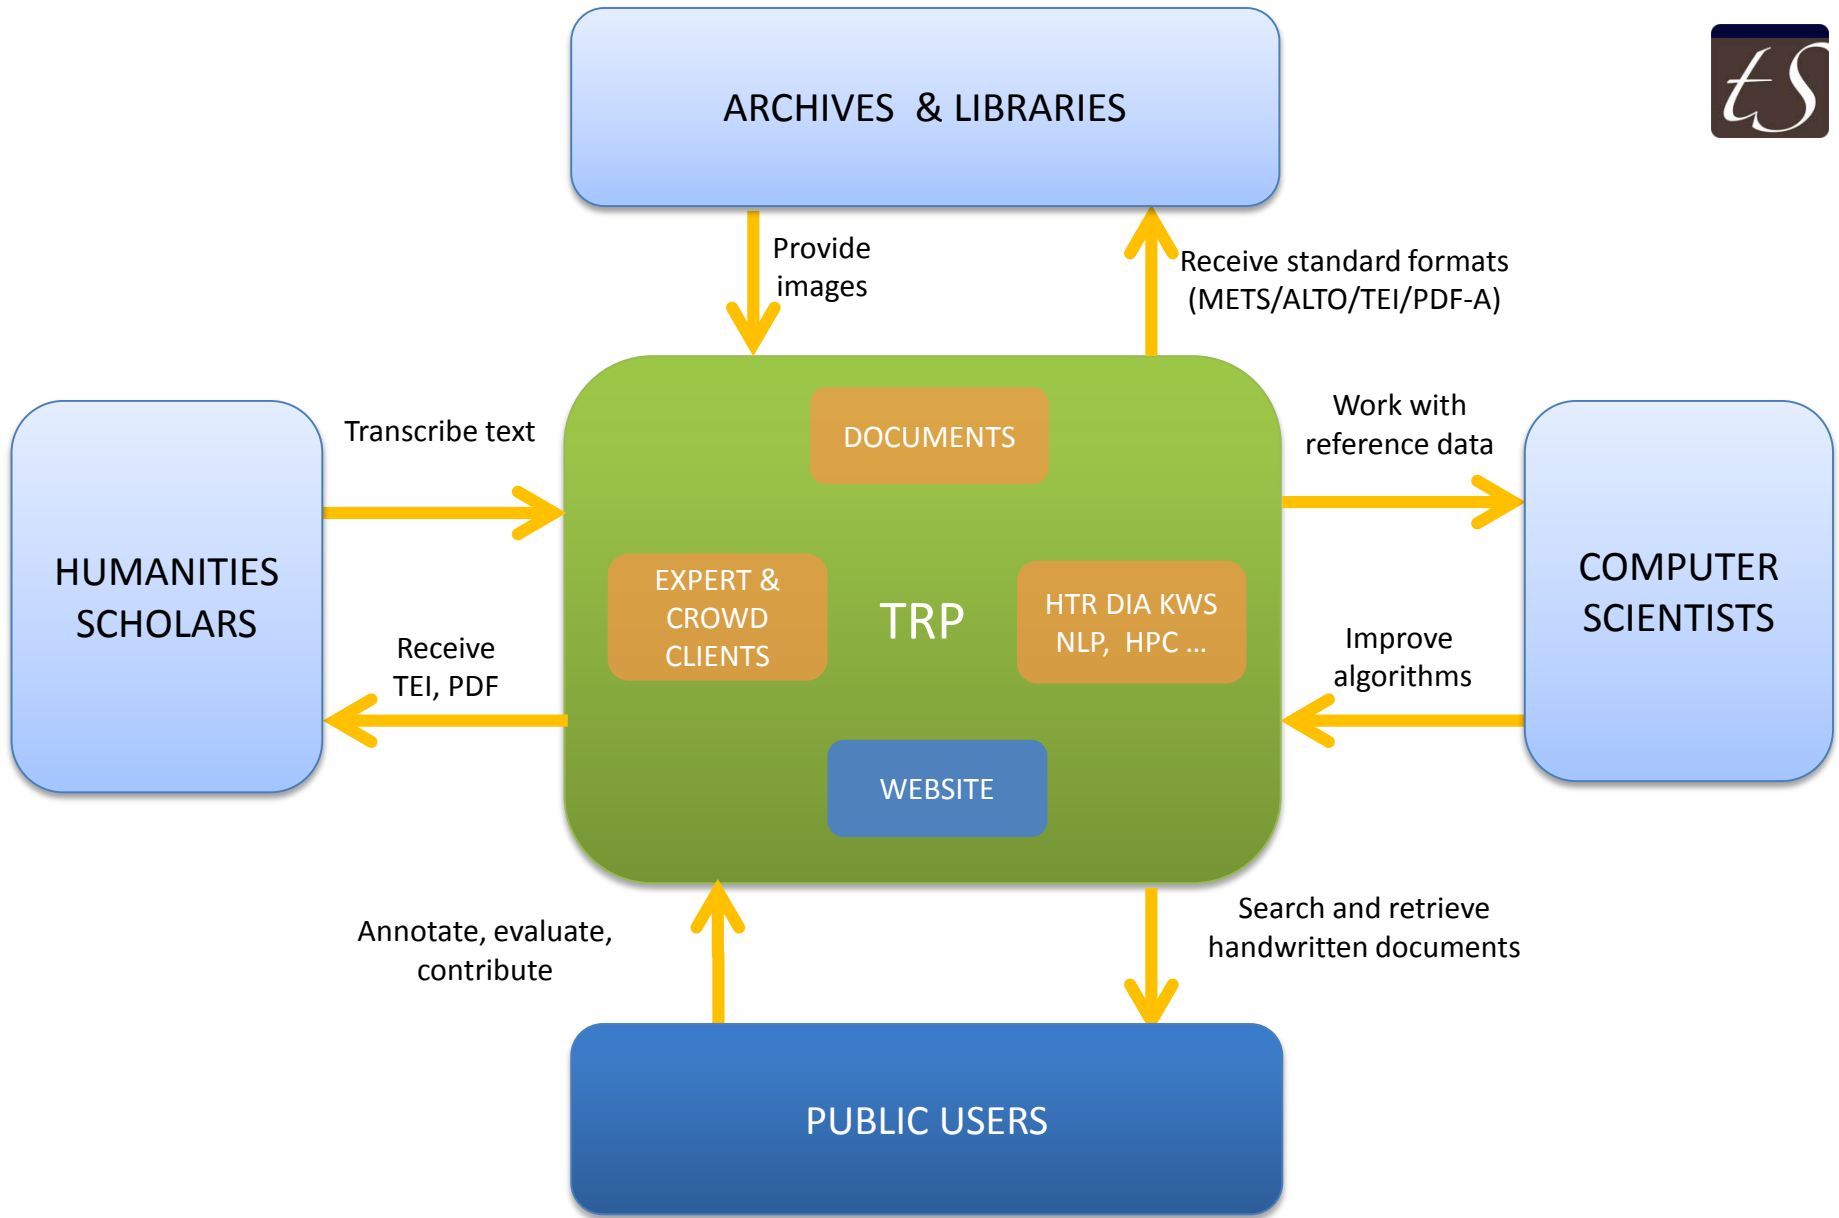 ARCHIVES & LIBRARIES
tS
Provide
images
Receive standard formats
(METS/ALTO/TEI/PDF-A)
Transcribe text
DOCUMENTS
Work with
reference data
HUMANITIES
SCHOLARS
EXPERT &
CROWD
CLIENTS
TRP
HTR DIA KWS
NLP, HPC ...
COMPUTER
SCIENTISTS
Receive
TEI, PDF
Improve
algorithms
WEBSITE
Annotate, evaluate,
contribute
Search and retrieve
handwritten documents
PUBLIC USERS